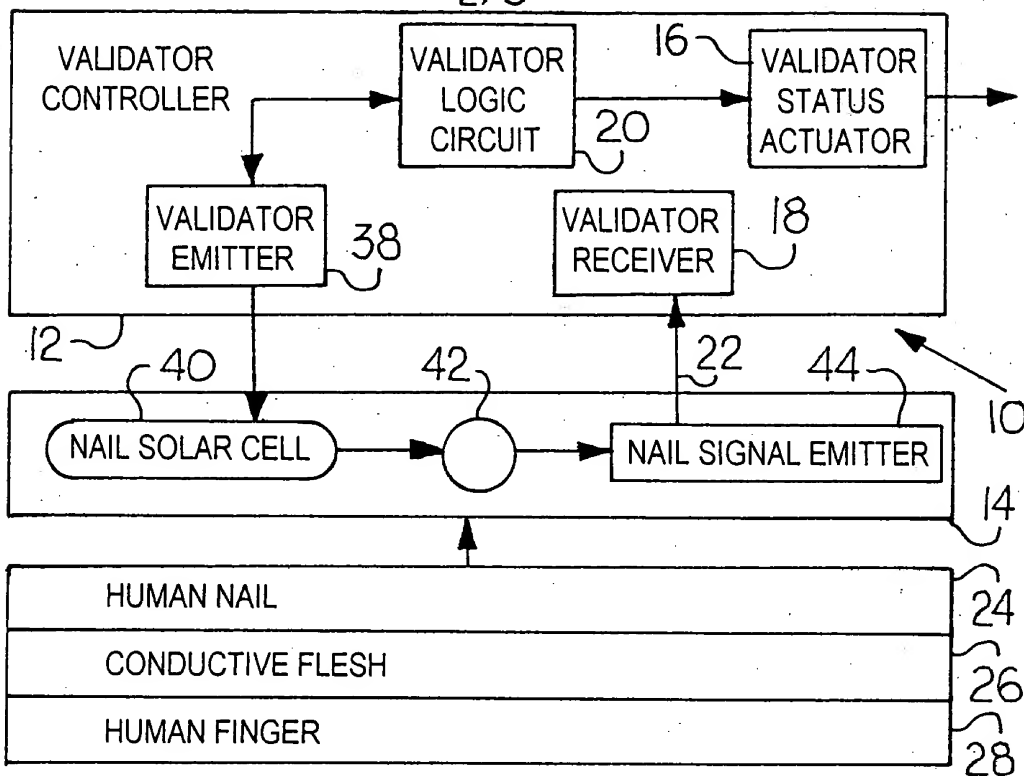 VALIDATOR
CONTROLLER
VALIDATOR
LOGIC
CIRCUIT
20
16
VALIDATOR
STATUS
ACTUATOR
VALIDATOR
EMITTER
38
VALIDATOR
RECEIVER
18
12
40
42
22
44
10
NAIL SOLAR CELL
NAIL SIGNAL EMITTER
14
HUMAN NAIL
24
CONDUCTIVE FLESH
26
HUMAN FINGER
28